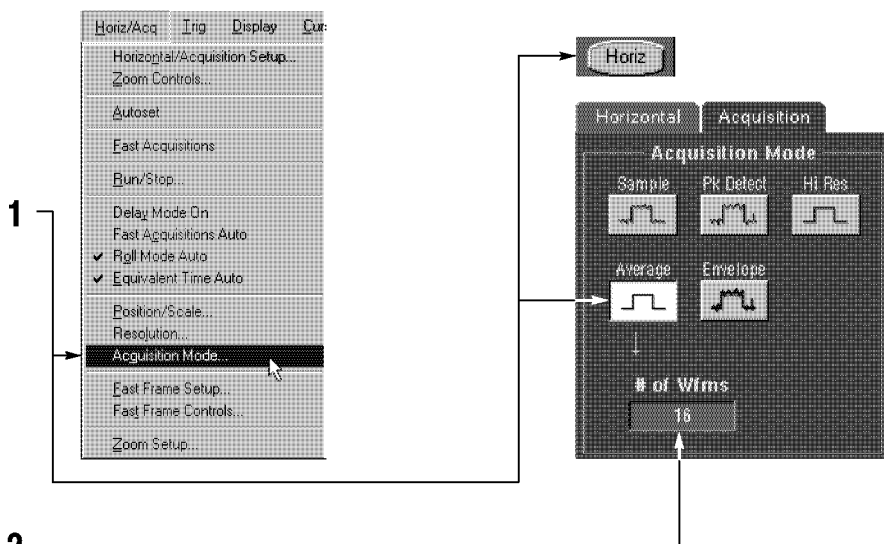 Horiz/Acq Trig Display Cur
Horizontal/Acquisition Setup...
Zoom Controls...
Autoset
Fast Acquisitions
Run/Stop...
Delay Mode On
Fast Acquisitions Auto
✔ Roll Mode Auto
✔ Equivalent Time Auto
Position/Scale...
Resolution...
Acquisition Mode...
Fast Frame Setup...
Fast Frame Controls...
Zoom Setup...
1
Horiz
Horizontal Acquisition
Acquisition Mode
Sample Pk Detect Hi Res
Average Envelope
# of Wfms
16